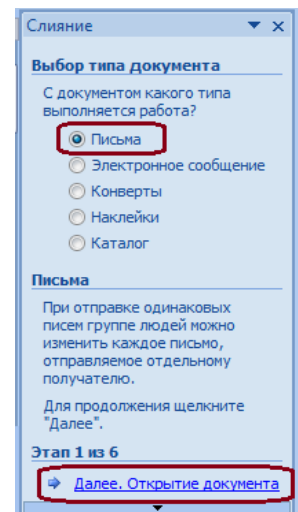 Слияние
Выбор типа документа
С документом какого типа
выполняется работа?
Письма
Электронное сообщение
Конверты
Наклейки
Каталог
Письма
При отправке одинаковых
писем группе людей можно
изменить каждое письмо,
отправляемое отдельному
получателю.
Для продолжения щелкните
"Далее".
Этап 1 из 6
Далее. Открытие документа